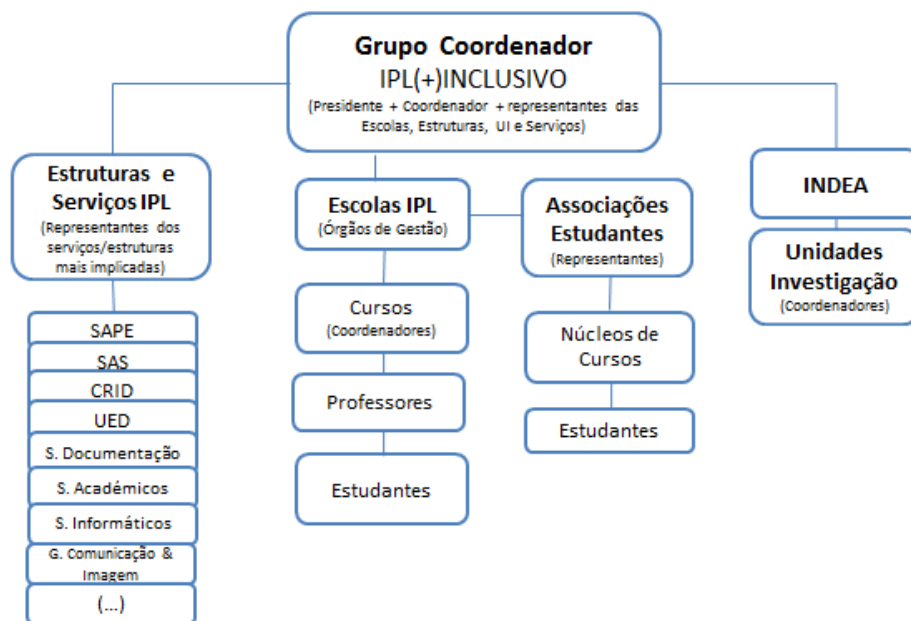 Grupo Coordenador
IPL(+)INCLUSIVO
(Presidente + Coordenador + representantes das
Escolas, Estruturas, UI e Serviços)
Estruturas e
Serviços IPL
(Representantes dos
serviços/estruturas
mais implicadas)
SAPE
SAS
CRID
UED
S. Documentação
S. Académicos
S. Informáticos
G. Comunicação &
Imagem
(...)
Escolas IPL
(Órgãos de Gestão)
Cursos
(Coordenadores)
Professores
Estudantes
Associações
Estudantes
(Representantes)
Núcleos de
Cursos
Estudantes
INDEA
Unidades
Investigação
(Coordenadores)